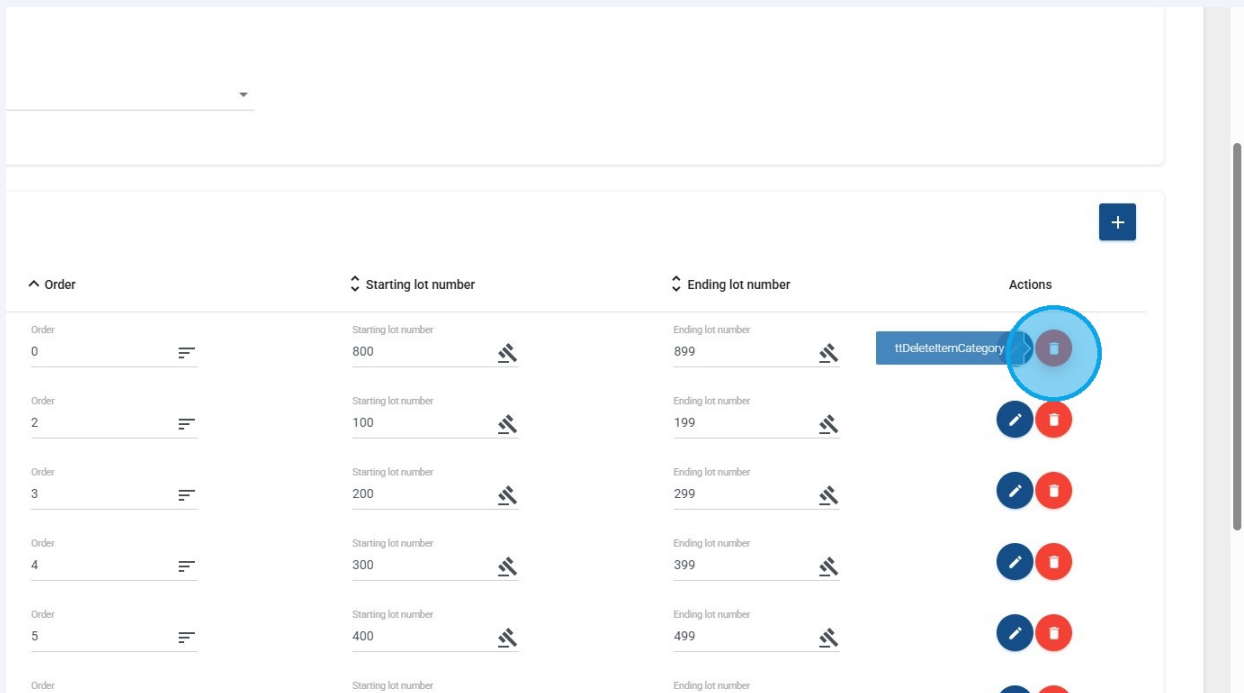 +
Order Starting lot number Ending lot number Actions
Order Starting lot number Ending lot number
0 800 899 ttDeleteItemCategory
Order Starting lot number Ending lot number
2 100 199
Order Starting lot number Ending lot number
3 200 299
Order Starting lot number Ending lot number
4 300 399
Order Starting lot number Ending lot number
5 400 499
Order Starting lot number Ending lot number